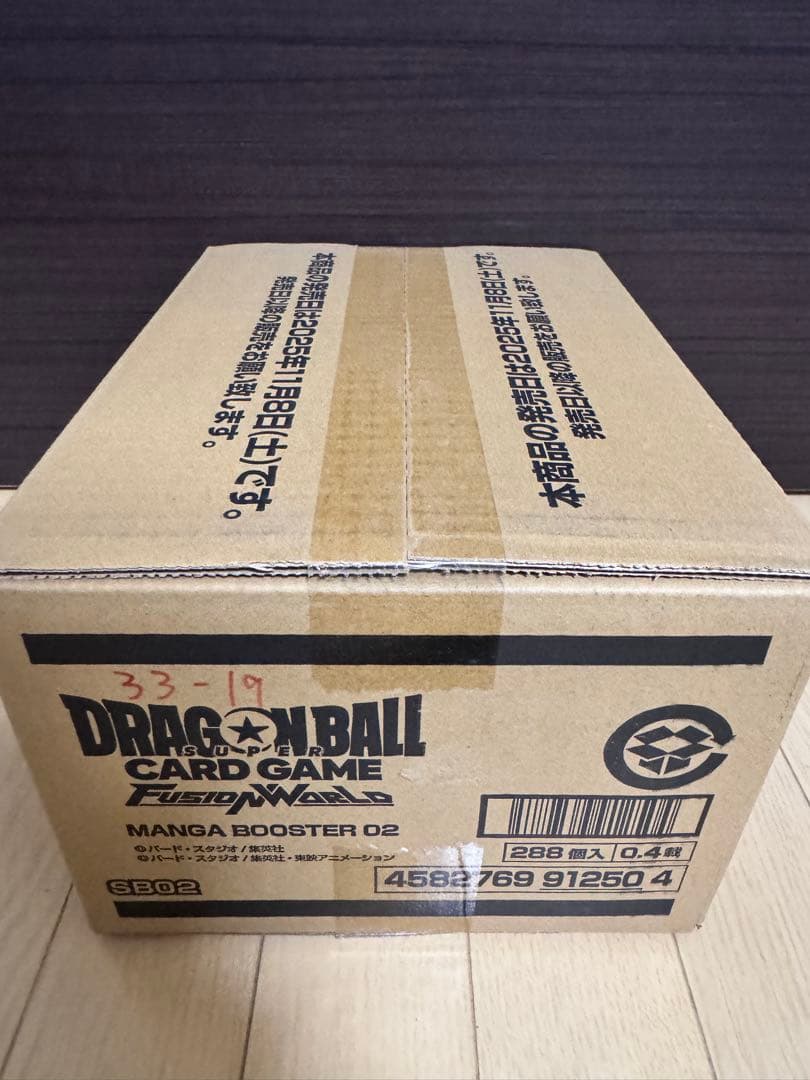 本商品の発売日は2025年11月8日(土)です。
発売日以降の販売をお願い致します。
本商品の発売日は2025年11月8日(土)です。
発売日以降の販売をお願い致します。
33-19
DRAGON BALL
SUPER
CARD GAME
FUSION WORLD
MANGA BOOSTER 02
©バード・スタジオ/集英社
©バード・スタジオ/集英社・東映アニメーション
SB02
288個入 0.4載
4582769 91250 4